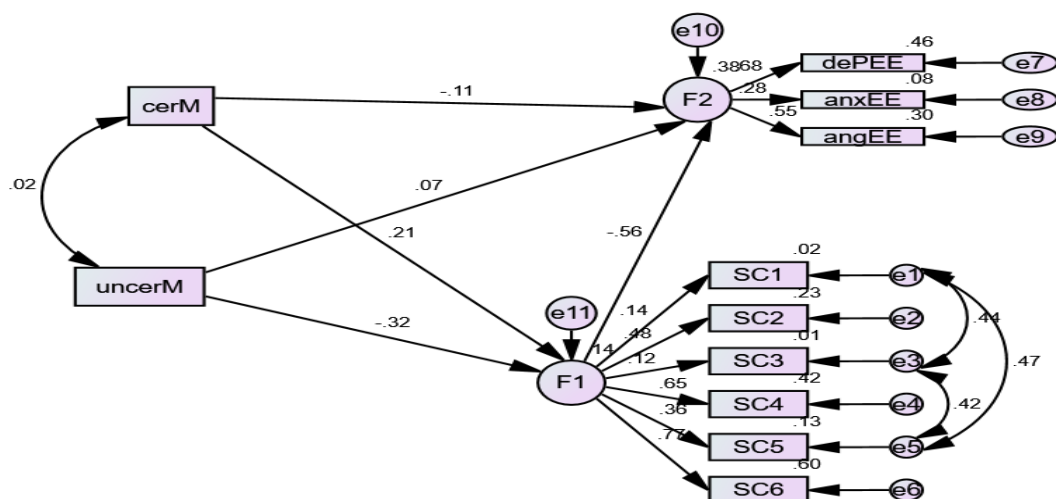 e10
.46
.38
.68
dePEE
e7
.08
cerM
-.11
F2
.28
anxEE
e8
.30
.55
angEE
e9
.02
.07
.21
-.56
.02
uncerM
SC1
e1
.23
e11
.14
SC2
e2
.44
-.32
.48
.01
.14
.12
SC3
e3
.47
F1
.42
.65
SC4
e4
.42
.36
.13
.77
SC5
e5
.60
SC6
e6